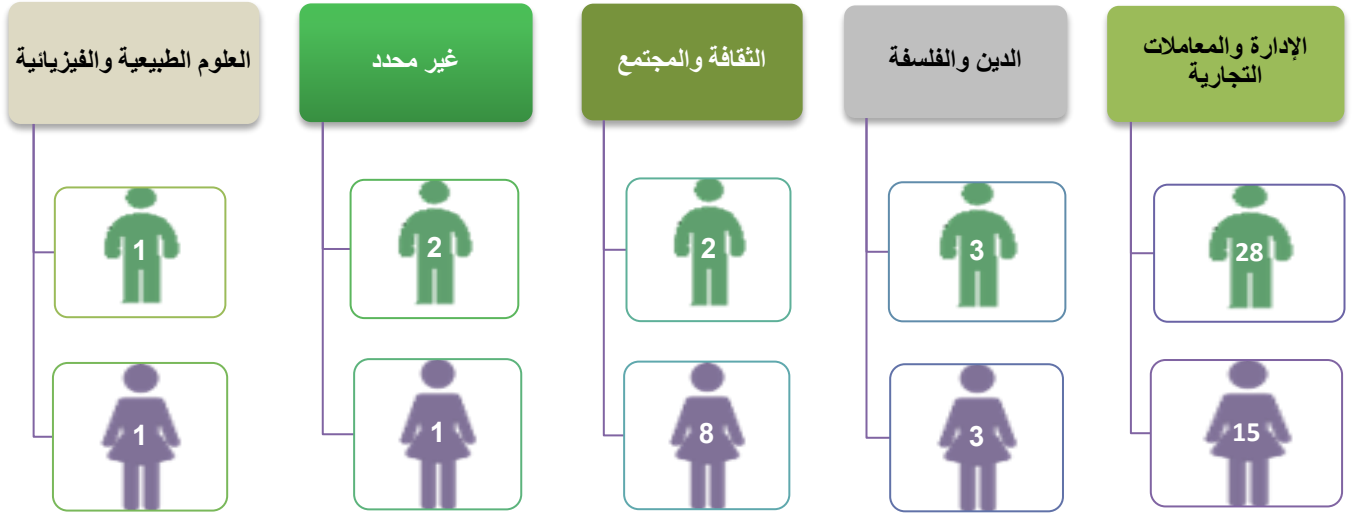 الإدارة والمعاملات
التجارية
الدين والفلسفة
الثقافة والمجتمع
غير محدد
العلوم الطبيعية والفيزيائية
28
3
2
2
1
15
3
8
1
1